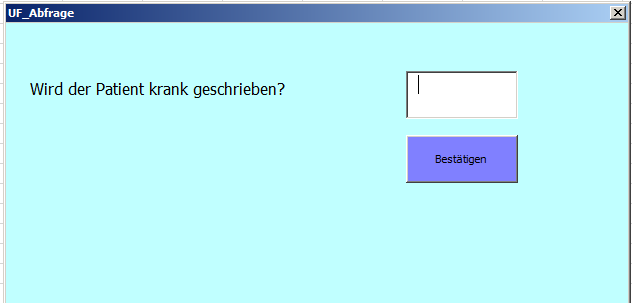 UF_Abfrage
Wird der Patient krank geschrieben?
Bestätigen